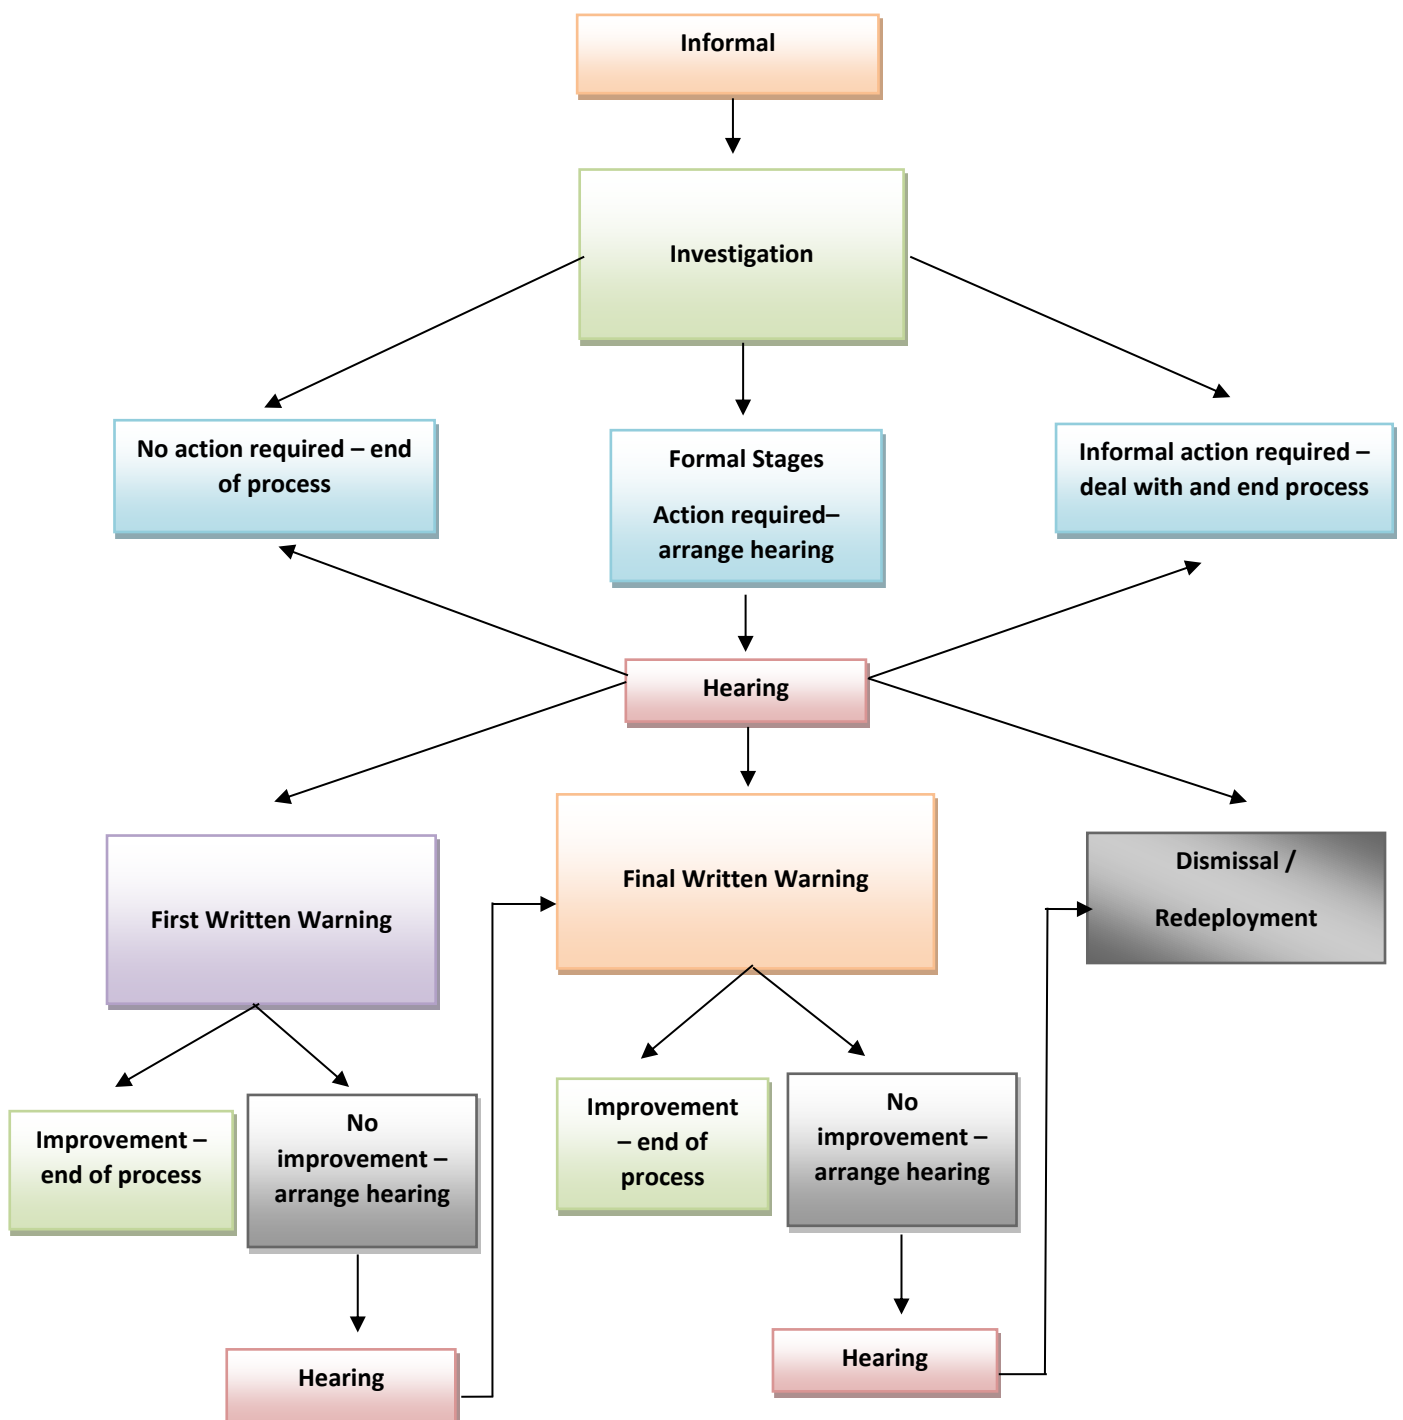 Informal
Investigation
No action required – end
of process
Formal Stages
Action required–
arrange hearing
Informal action required –
deal with and end process
Hearing
First Written Warning
Final Written Warning
Dismissal /
Redeployment
Improvement –
end of process
No
improvement –
arrange hearing
Improvement
– end of
process
No
improvement –
arrange hearing
Hearing
Hearing